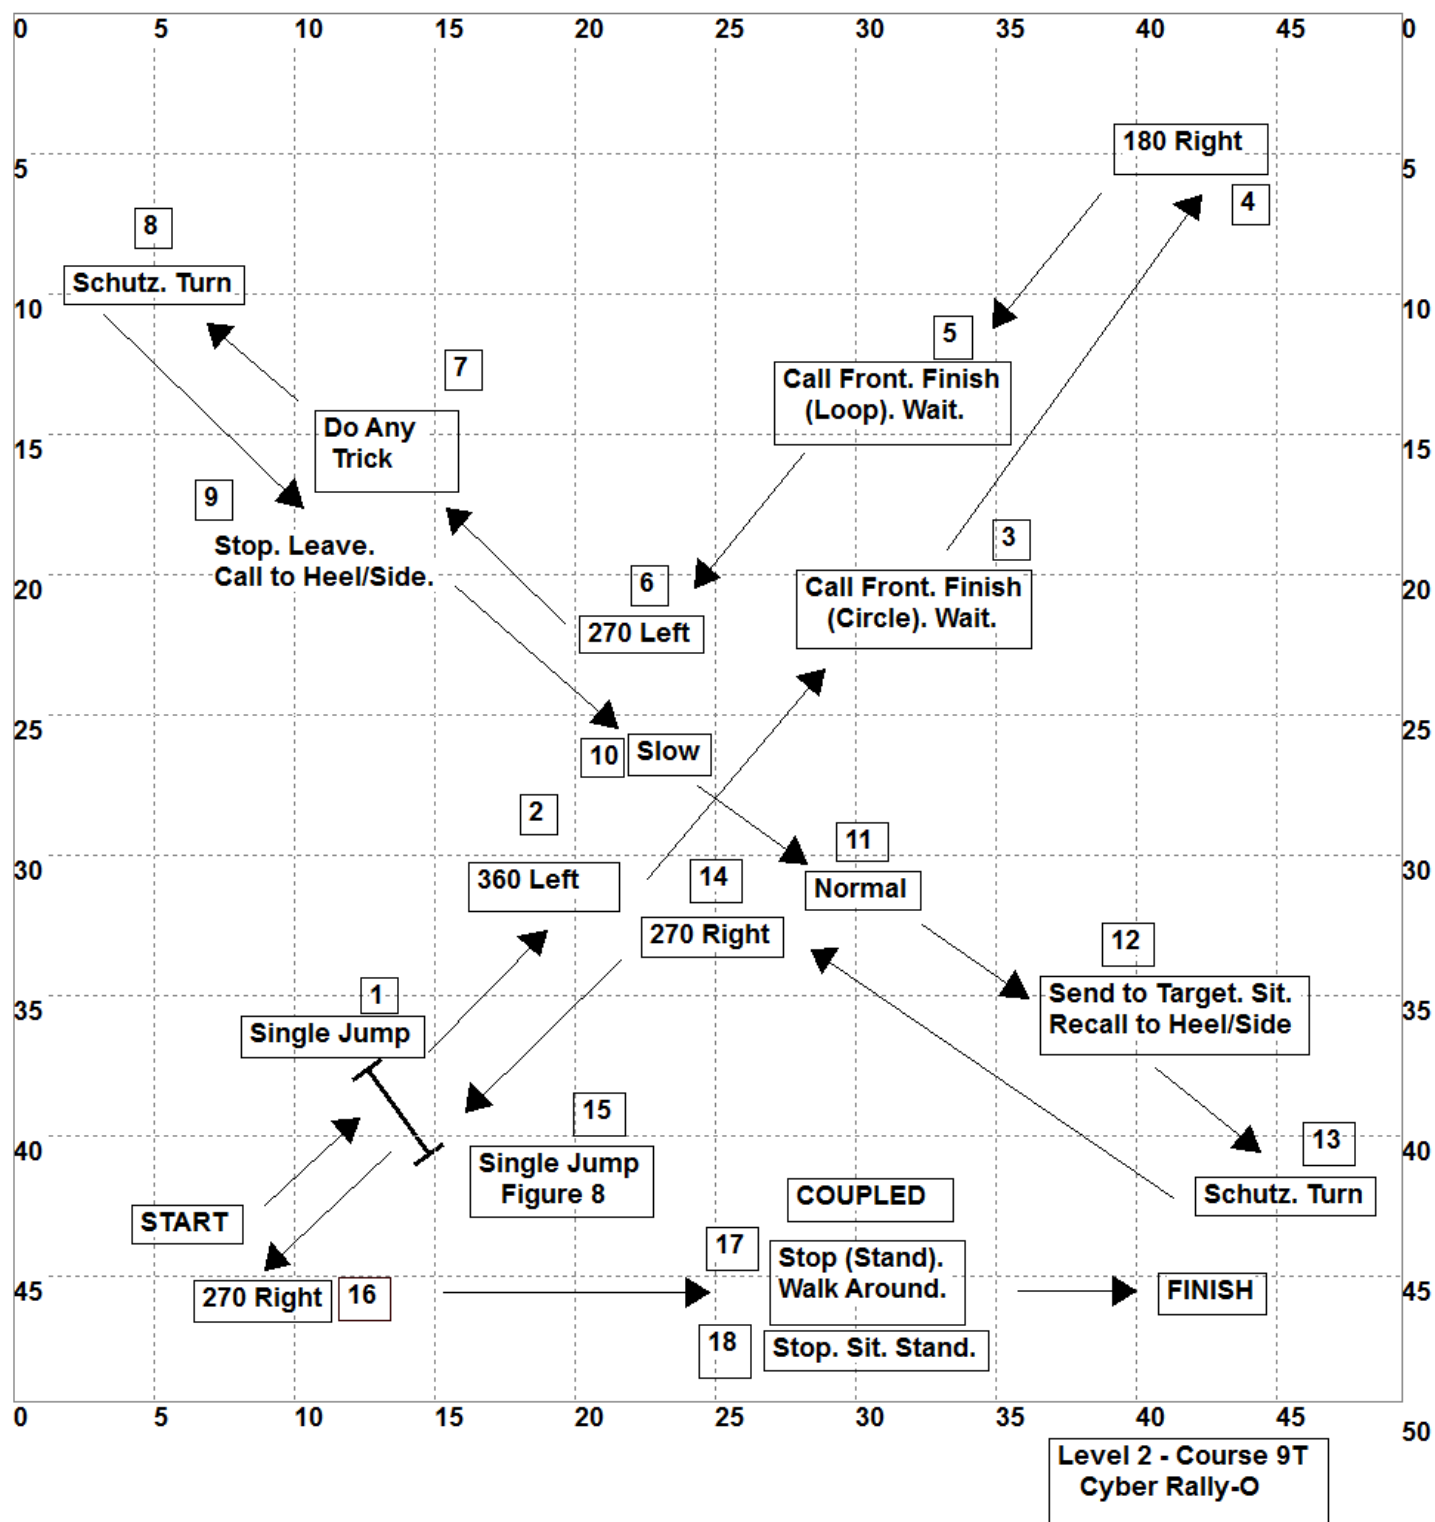 0 5 10 15 20 25 30 35 40 45 0
180 Right
5 5
4
8
Schutz. Turn
10 10
5
7
Call Front. Finish
(Loop). Wait.
Do Any
Trick
15 15
9
3
Stop. Leave.
Call to Heel/Side.
20 20
6
Call Front. Finish
(Circle). Wait.
270 Left
25 25
10 Slow
2
11
30 30
360 Left
14
Normal
270 Right
12
1
35 35
Send to Target. Sit.
Recall to Heel/Side
Single Jump
15
40 40
13
Single Jump
Figure 8
COUPLED
Schutz. Turn
START
17
Stop (Stand).
Walk Around.
45 45
270 Right 16
FINISH
18
Stop. Sit. Stand.
0 5 10 15 20 25 30 35 40 45 50
Level 2 - Course 9T
Cyber Rally-O